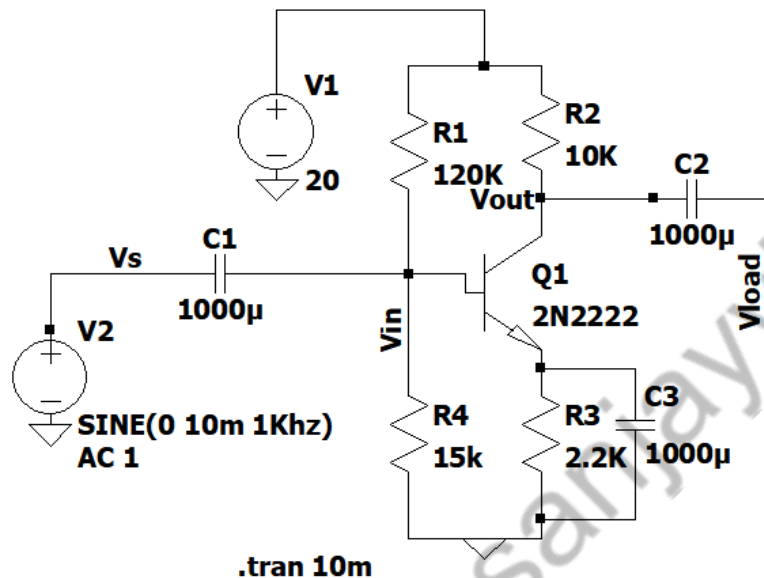 V1
20
R1
120K
R2
10K
Vout
C2
1000µ
Vload
Vs
C1
1000µ
Vin
Q1
2N2222
V2
SINE(0 10m 1Khz)
AC 1
R4
15k
R3
2.2K
C3
1000µ
.tran 10m
sanjay